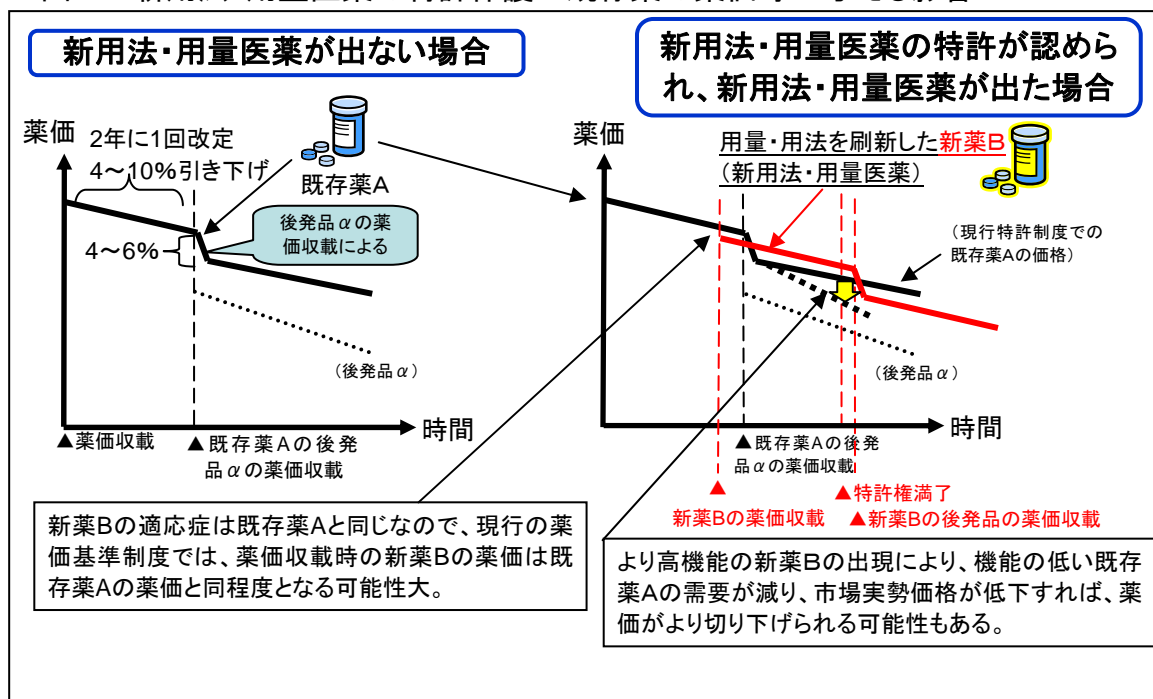 新用法・用量医薬が出ない場合
薬価
2年に1回改定
4～10%引き下げ
既存薬A
4～6%
後発品αの薬
価収載による
(後発品α)
時間
▲薬価収載
▲既存薬Aの後発
品αの薬価収載
新用法・用量医薬の特許が認めら
れ、新用法・用量医薬が出た場合
薬価
用量・用法を刷新した新薬B
(新用法・用量医薬)
(現行特許制度での
既存薬Aの価格)
(後発品α)
時間
▲既存薬Aの後発
品αの薬価収載
▲
新薬Bの薬価収載
▲特許権満了
▲新薬Bの後発品の薬価収載
新薬Bの適応症は既存薬Aと同じなので、現行の薬
価基準制度では、薬価収載時の新薬Bの薬価は既
存薬Aの薬価と同程度となる可能性大。
より高機能の新薬Bの出現により、機能の低い既存
薬Aの需要が減り、市場実勢価格が低下すれば、薬
価がより切り下げられる可能性もある。